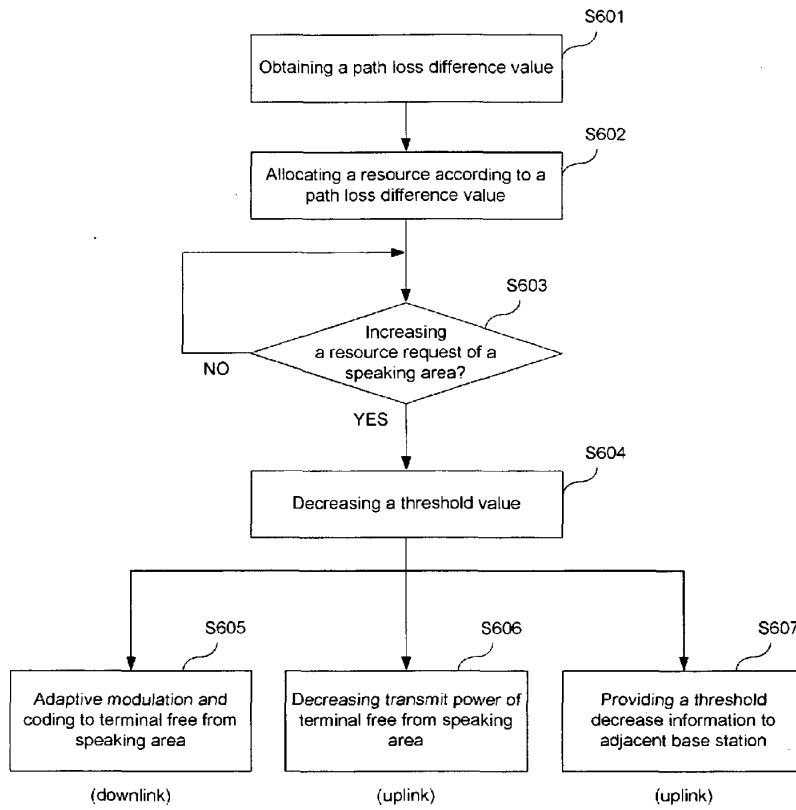 S601
Obtaining a path loss difference value
S602
Allocating a resource according to a
path loss difference value
S603
Increasing
a resource request of a
speaking area?
NO
YES
S604
Decreasing a threshold value
S605
Adaptive modulation and
coding to terminal free from
speaking area
(downlink)
S606
Decreasing transmit power of
terminal free from speaking
area
(uplink)
S607
Providing a threshold
decrease information to
adjacent base station
(uplink)